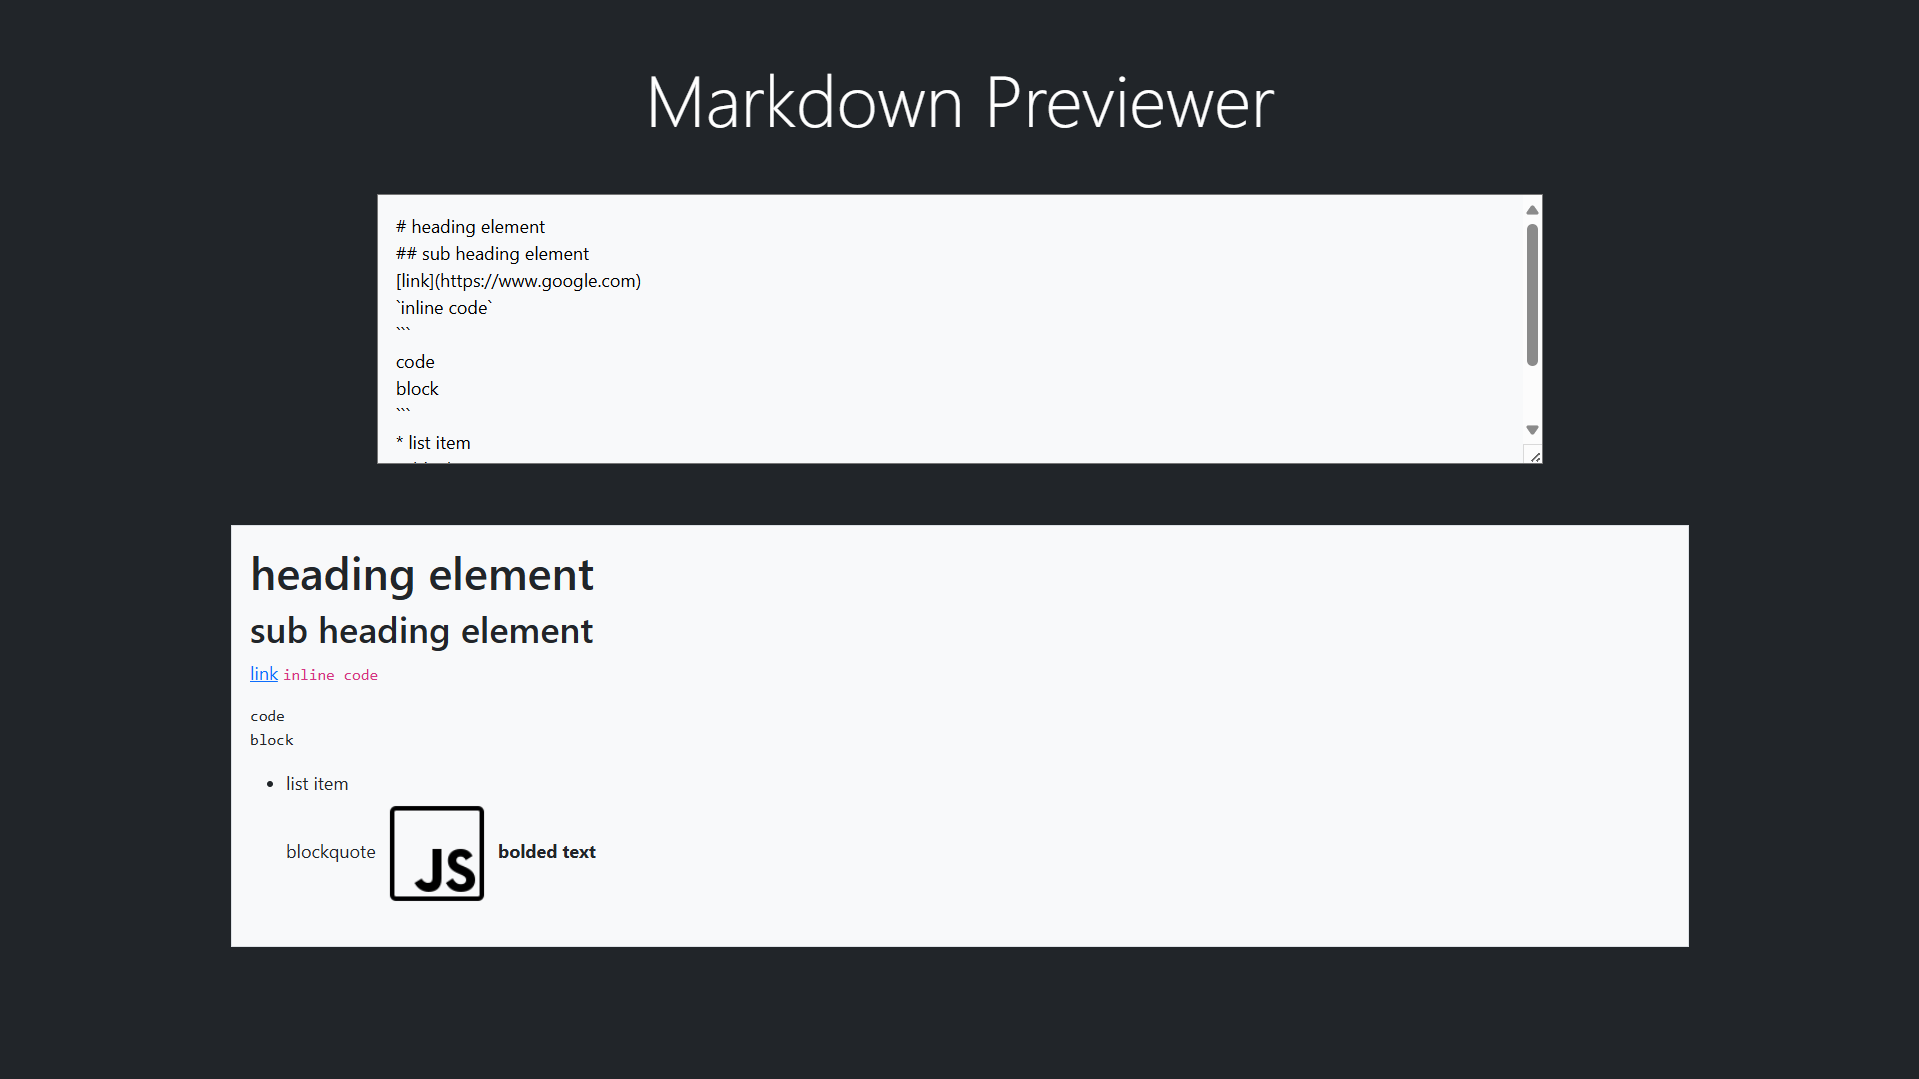 Markdown Previewer
# heading element
## sub heading element
[link](https://www.google.com)
`inline code`
```
code
block
```
* list item
heading element
sub heading element
link inline code
code
block
• list item
blockquote JS bolded text